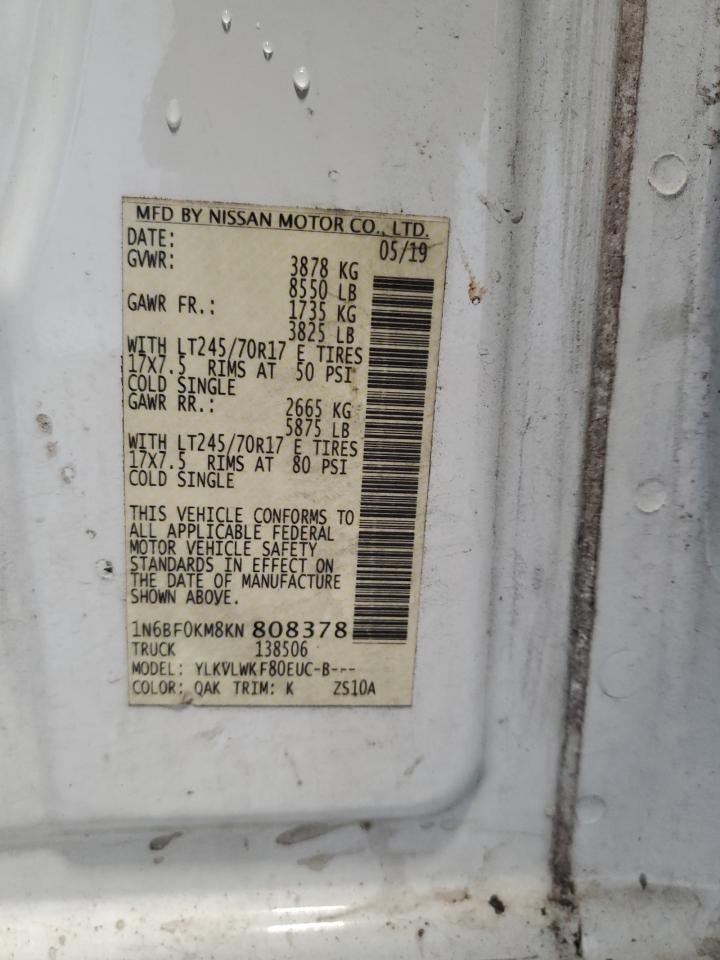 MFD BY NISSAN MOTOR CO., LTD.
DATE: 05/19
GVWR: 3878 KG
8550 LB
GAWR FR.: 1735 KG
3825 LB
WITH LT245/70R17 E TIRES
17X7.5 RIMS AT 50 PSI
COLD SINGLE
GAWR RR.: 2665 KG
5875 LB
WITH LT245/70R17 E TIRES
17X7.5 RIMS AT 80 PSI
COLD SINGLE
THIS VEHICLE CONFORMS TO
ALL APPLICABLE FEDERAL
MOTOR VEHICLE SAFETY
STANDARDS IN EFFECT ON
THE DATE OF MANUFACTURE
SHOWN ABOVE.
1N6BF0KM8KN 808378
TRUCK 138506
MODEL: YLKVLWKF80EUC-B---
COLOR: QAK TRIM: K ZS10A